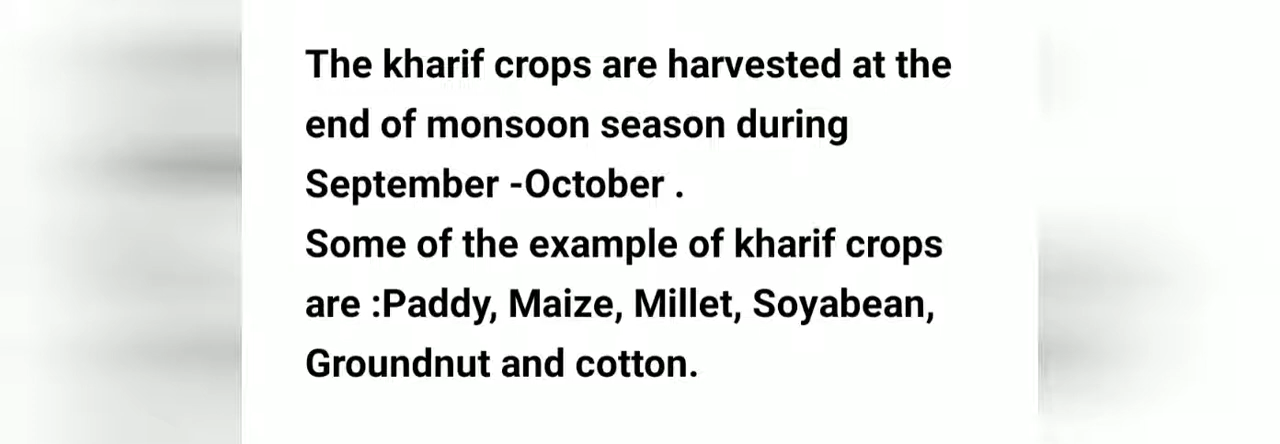 The kharif crops are harvested at the
end of monsoon season during
September -October .
Some of the example of kharif crops
are :Paddy, Maize, Millet, Soyabean,
Groundnut and cotton.